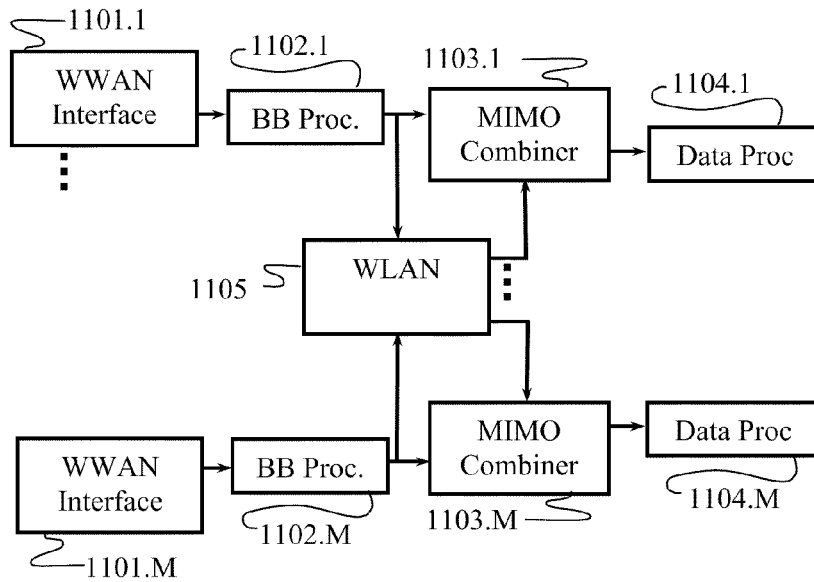 1101.1
1102.1
1103.1
1104.1
WWAN
Interface
BB Proc.
MIMO
Combiner
Data Proc
WLAN
1105
WWAN
Interface
BB Proc.
MIMO
Combiner
Data Proc
1101.M
1102.M
1103.M
1104.M